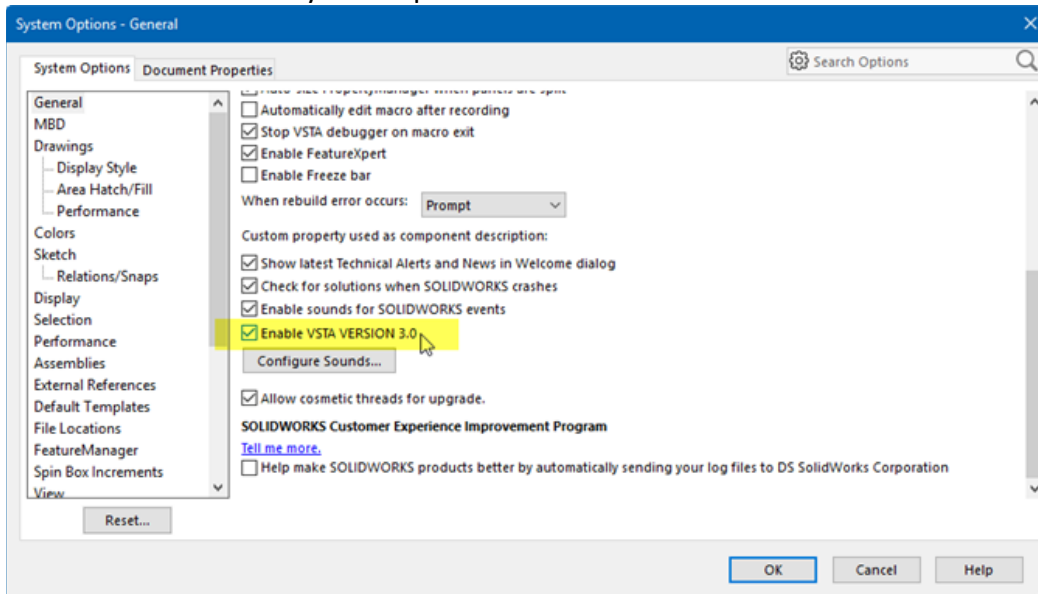 System Options - General
System Options Document Properties
Search Options
General
MBD
Drawings
Display Style
Area Hatch/Fill
Performance
Colors
Sketch
Relations/Snaps
Display
Selection
Performance
Assemblies
External References
Default Templates
File Locations
FeatureManager
Spin Box Increments
View
Reset...
Automatically edit macro after recording
Stop VSTA debugger on macro exit
Enable FeatureXpert
Enable Freeze bar
When rebuild error occurs: Prompt
Custom property used as component description:
Show latest Technical Alerts and News in Welcome dialog
Check for solutions when SOLIDWORKS crashes
Enable sounds for SOLIDWORKS events
Enable VSTA VERSION 3.0
Configure Sounds...
Allow cosmetic threads for upgrade.
SOLIDWORKS Customer Experience Improvement Program
Tell me more.
Help make SOLIDWORKS products better by automatically sending your log files to DS SolidWorks Corporation
OK Cancel Help